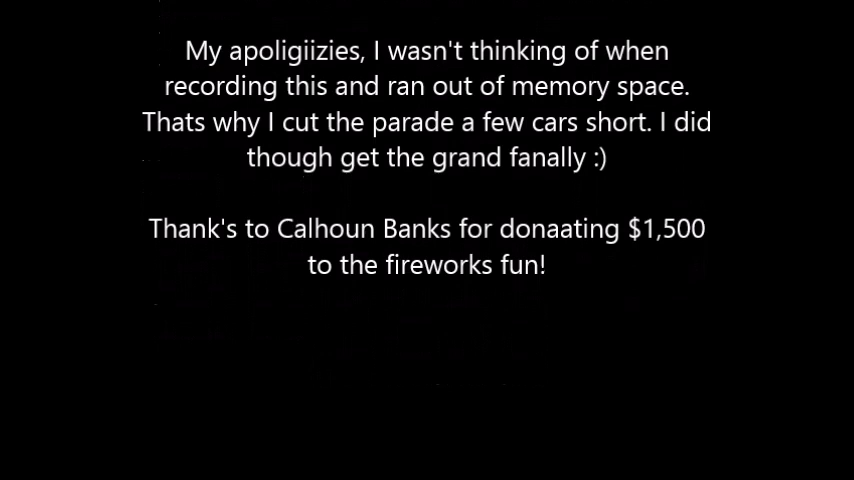 My apoligiizies, I wasn't thinking of when
recording this and ran out of memory space.
Thats why I cut the parade a few cars short. I did
though get the grand fanally :)
Thank's to Calhoun Banks for donaating $1,500
to the fireworks fun!